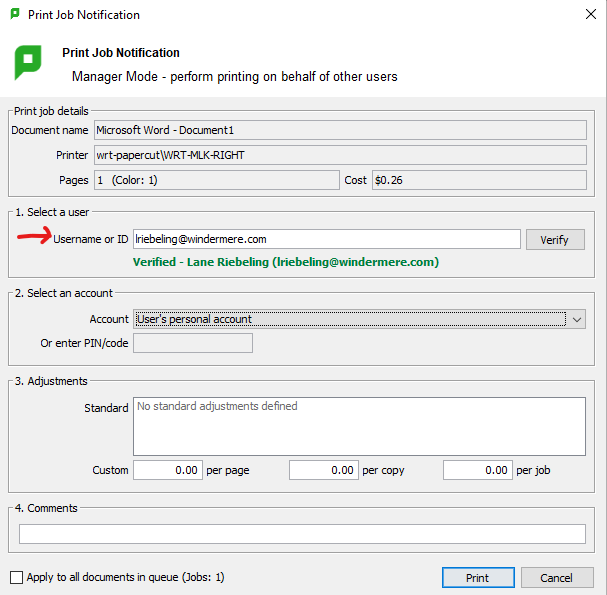 Print Job Notification
Print Job Notification
Manager Mode - perform printing on behalf of other users
Print job details
Document name Microsoft Word - Document1
Printer wrt-papercut\WRT-MLK-RIGHT
Pages 1 (Color: 1) Cost $0.26
1. Select a user
Username or ID lriebeling@windermere.com Verify
Verified - Lane Riebeling (lriebeling@windermere.com)
2. Select an account
Account User's personal account
Or enter PIN/code
3. Adjustments
Standard No standard adjustments defined
Custom 0.00 per page 0.00 per copy 0.00 per job
4. Comments
Apply to all documents in queue (Jobs: 1) Print Cancel